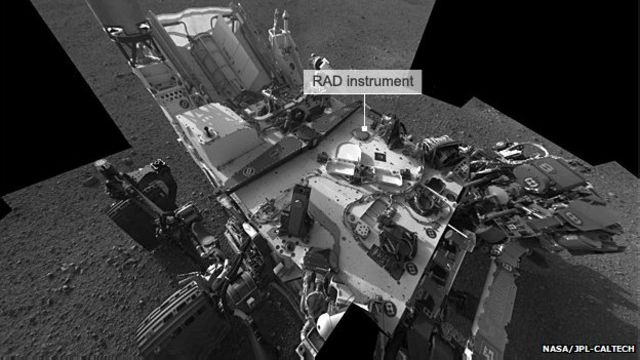 RAD instrument
NASA/JPL-CALTECH